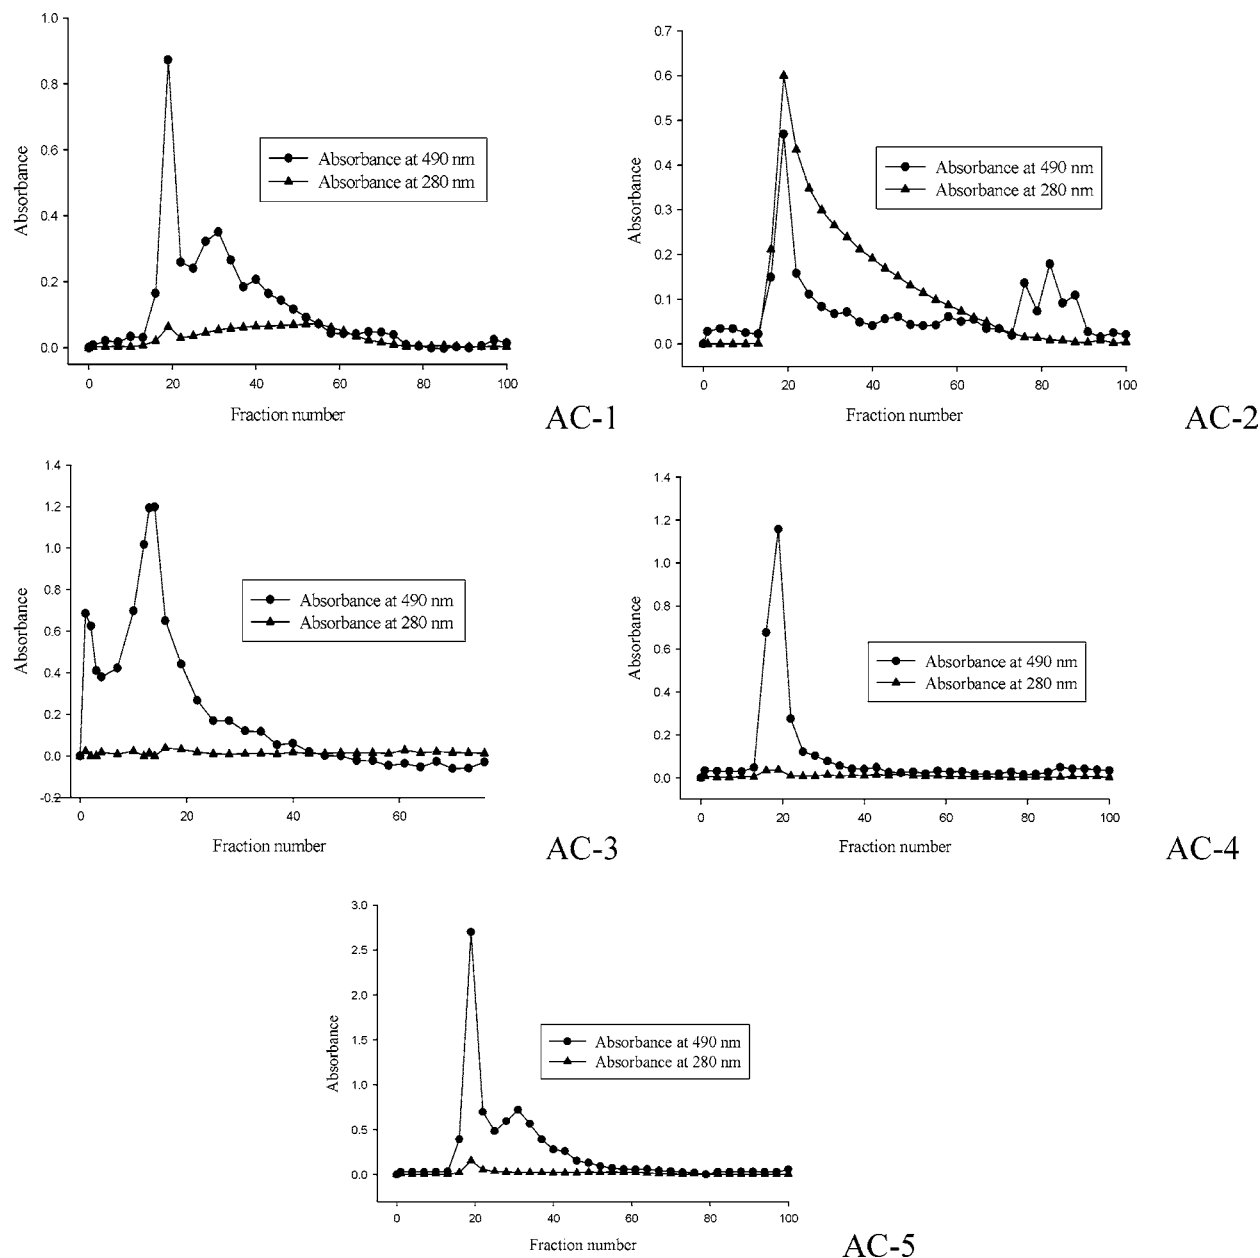 1.0
0.8
0.6
0.4
0.2
0.0
Absorbance
Absorbance at 490 nm
Absorbance at 280 nm
0 20 40 60 80 100
Fraction number
AC-1
0.7
0.6
0.5
0.4
0.3
0.2
0.1
0.0
Absorbance
Absorbance at 490 nm
Absorbance at 280 nm
0 20 40 60 80 100
Fraction number
AC-2
1.4
1.2
1.0
0.8
0.6
0.4
0.2
0.0
-0.2
Absorbance
Absorbance at 490 nm
Absorbance at 280 nm
0 20 40 60
Fraction number
AC-3
1.4
1.2
1.0
0.8
0.6
0.4
0.2
0.0
Absorbance
Absorbance at 490 nm
Absorbance at 280 nm
0 20 40 60 80 100
Fraction number
AC-4
3.0
2.5
2.0
1.5
1.0
0.5
0.0
Absorbance
Absorbance at 490 nm
Absorbance at 280 nm
0 20 40 60 80 100
Fraction number
AC-5